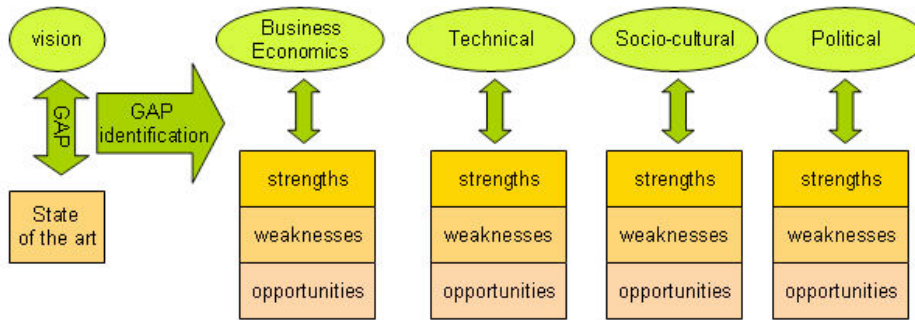 vision
GAP
State
of the art
GAP
identification
Business
Economics
strengths
weaknesses
opportunities
Technical
strengths
weaknesses
opportunities
Socio-cultural
strengths
weaknesses
opportunities
Political
strengths
weaknesses
opportunities